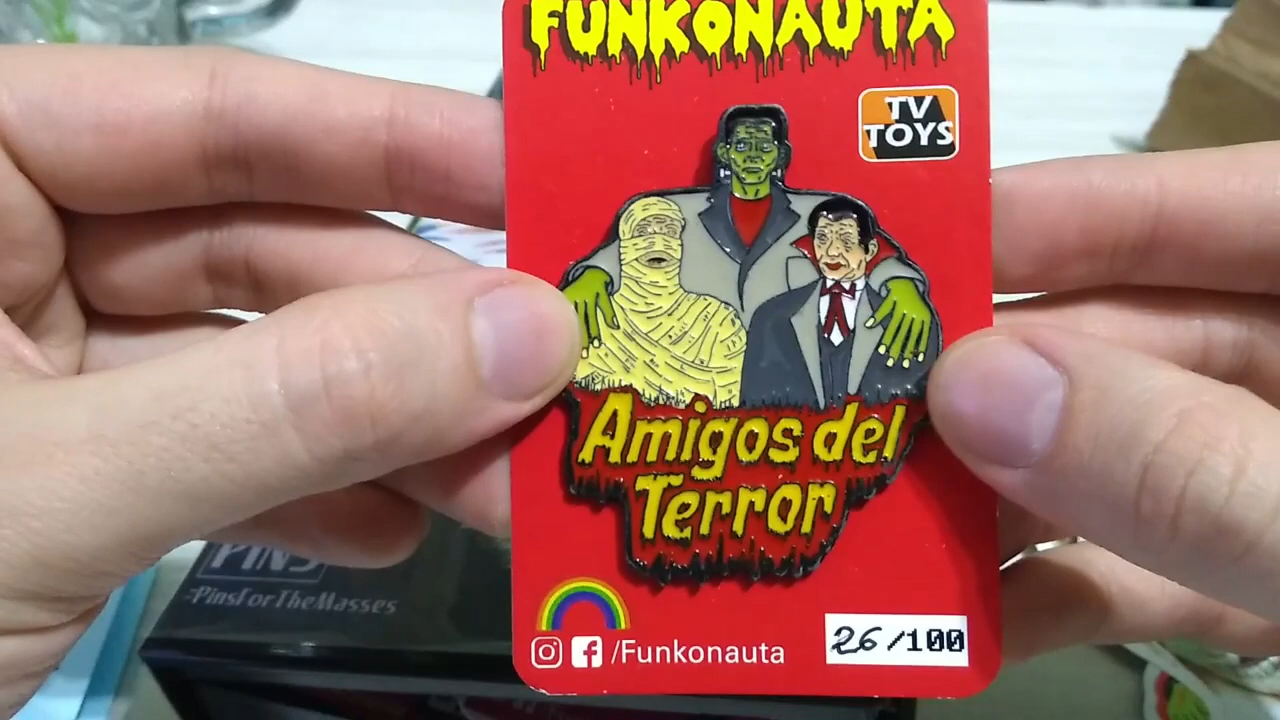 FUNKONAUTA
TV
TOYS
Amigos del
Terror
/Funkonauta
26/100
PINS
#PinsForTheMasses